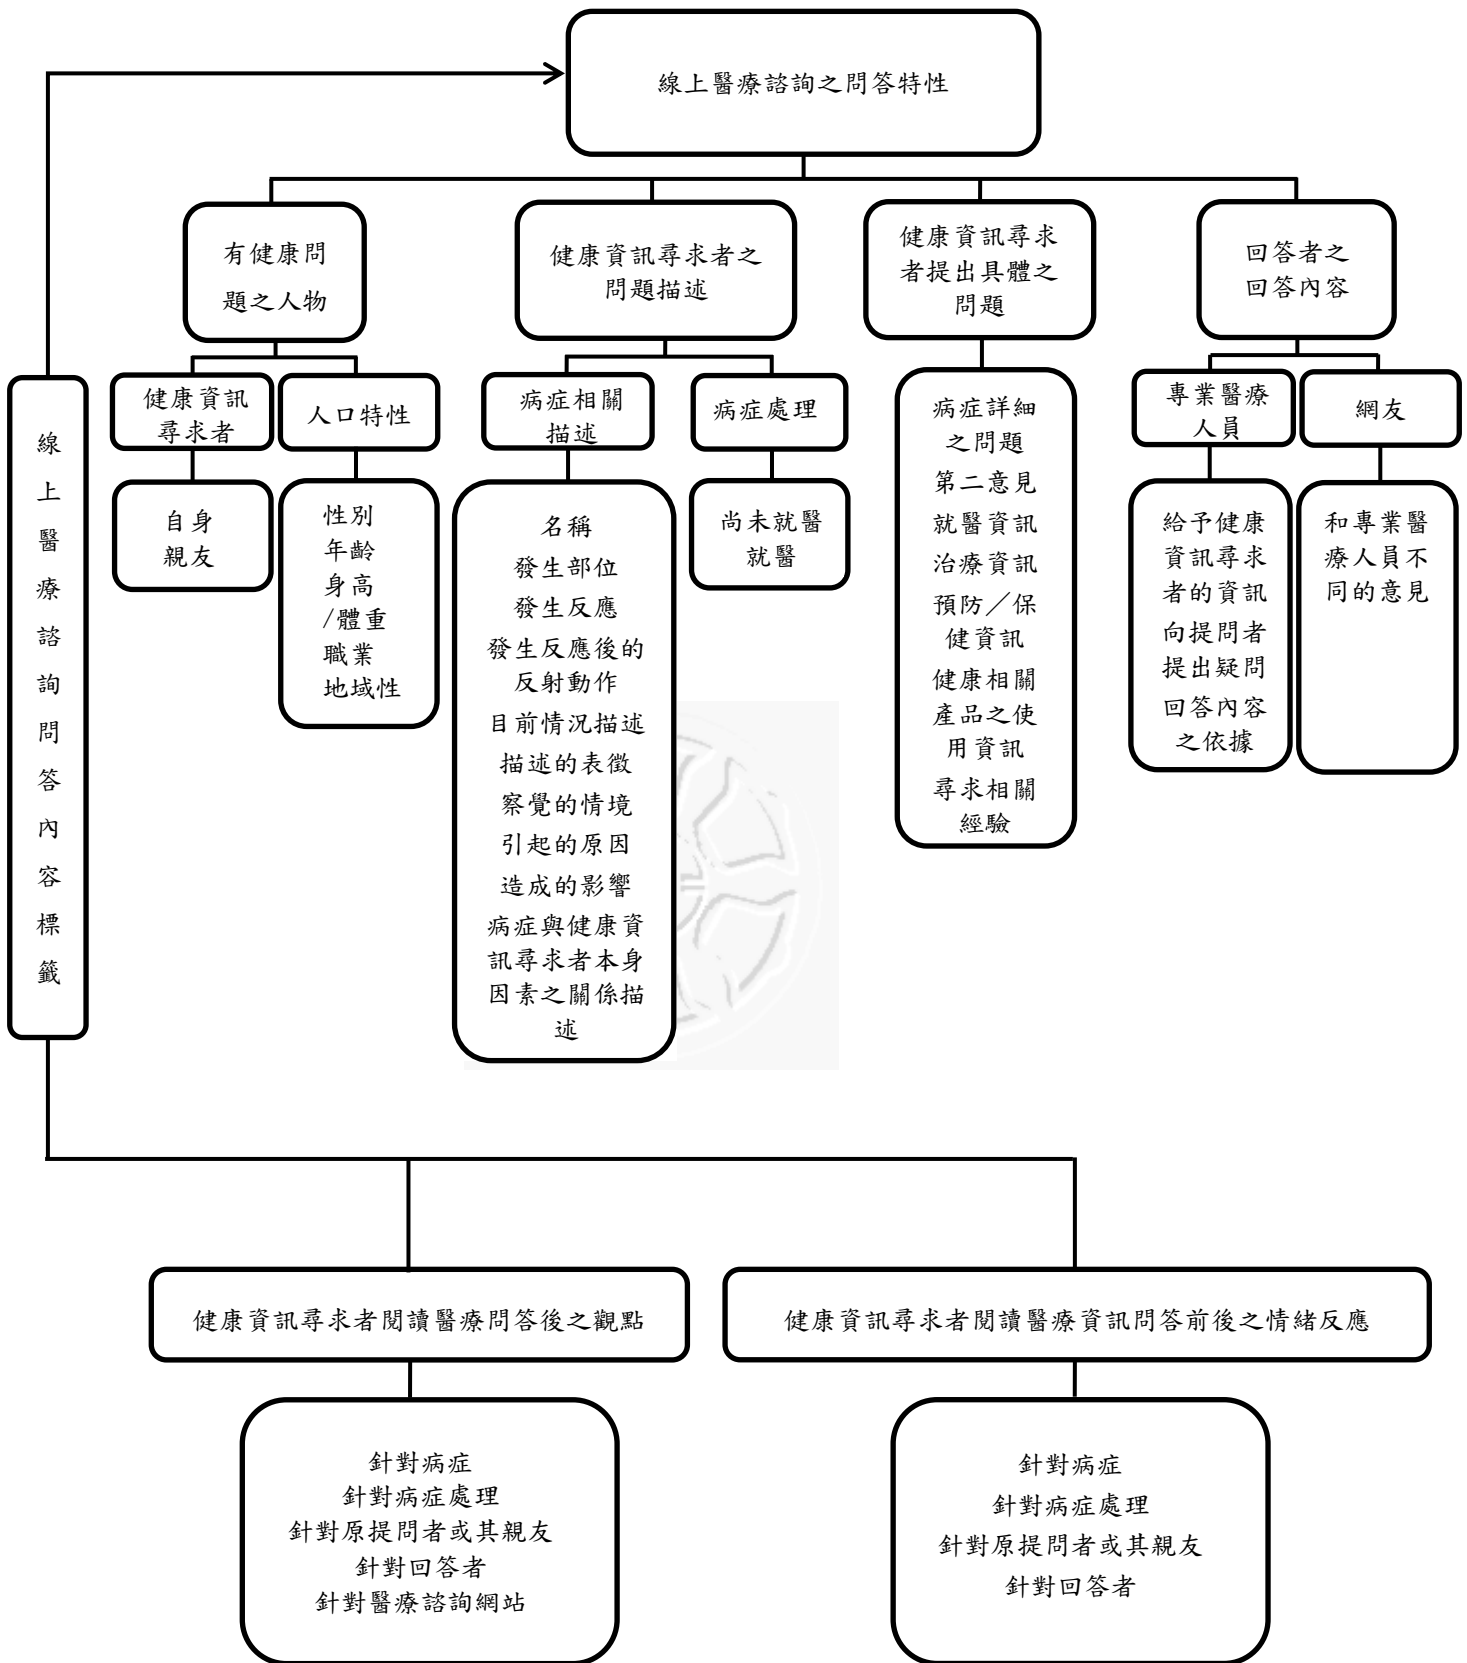 線上醫療諮詢之問答特性
有健康問
題之人物
健康資訊尋求者之
問題描述
健康資訊尋求
者提出具體之
問題
回答者之
回答內容
健康資訊
尋求者
人口特性
病症相關
描述
病症處理
專業醫療
人員
網友
自身
親友
性別
年齡
身高
/體重
職業
地域性
名稱
發生部位
發生反應
發生反應後的
反射動作
目前情況描述
描述的表徵
察覺的情境
引起的原因
造成的影響
病症與健康資
訊尋求者本身
因素之關係描
述
尚未就醫
就醫
病症詳細
之問題
第二意見
就醫資訊
治療資訊
預防／保
健資訊
健康相關
產品之使
用資訊
尋求相關
經驗
給予健康
資訊尋求
者的資訊
向提問者
提出疑問
回答內容
之依據
和專業醫
療人員不
同的意見
線上醫療諮詢問答內容標籤
健康資訊尋求者閱讀醫療問答後之觀點
針對病症
針對病症處理
針對原提問者或其親友
針對回答者
針對醫療諮詢網站
健康資訊尋求者閱讀醫療資訊問答前後之情緒反應
針對病症
針對病症處理
針對原提問者或其親友
針對回答者